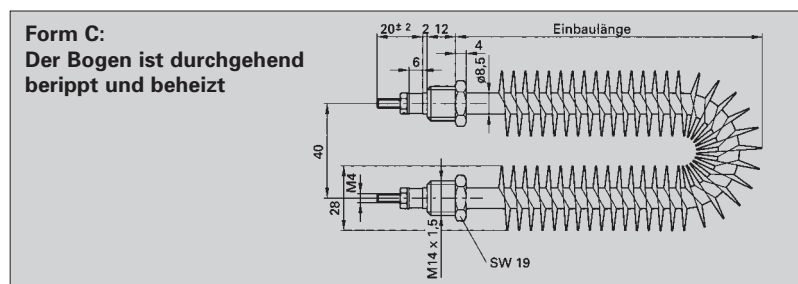 Form C:
Der Bogen ist durchgehend
berippt und beheizt
20± 2
2
12
Einbaulänge
4
6
ø8,5
40
M4
28
M14 x 1,5
SW 19